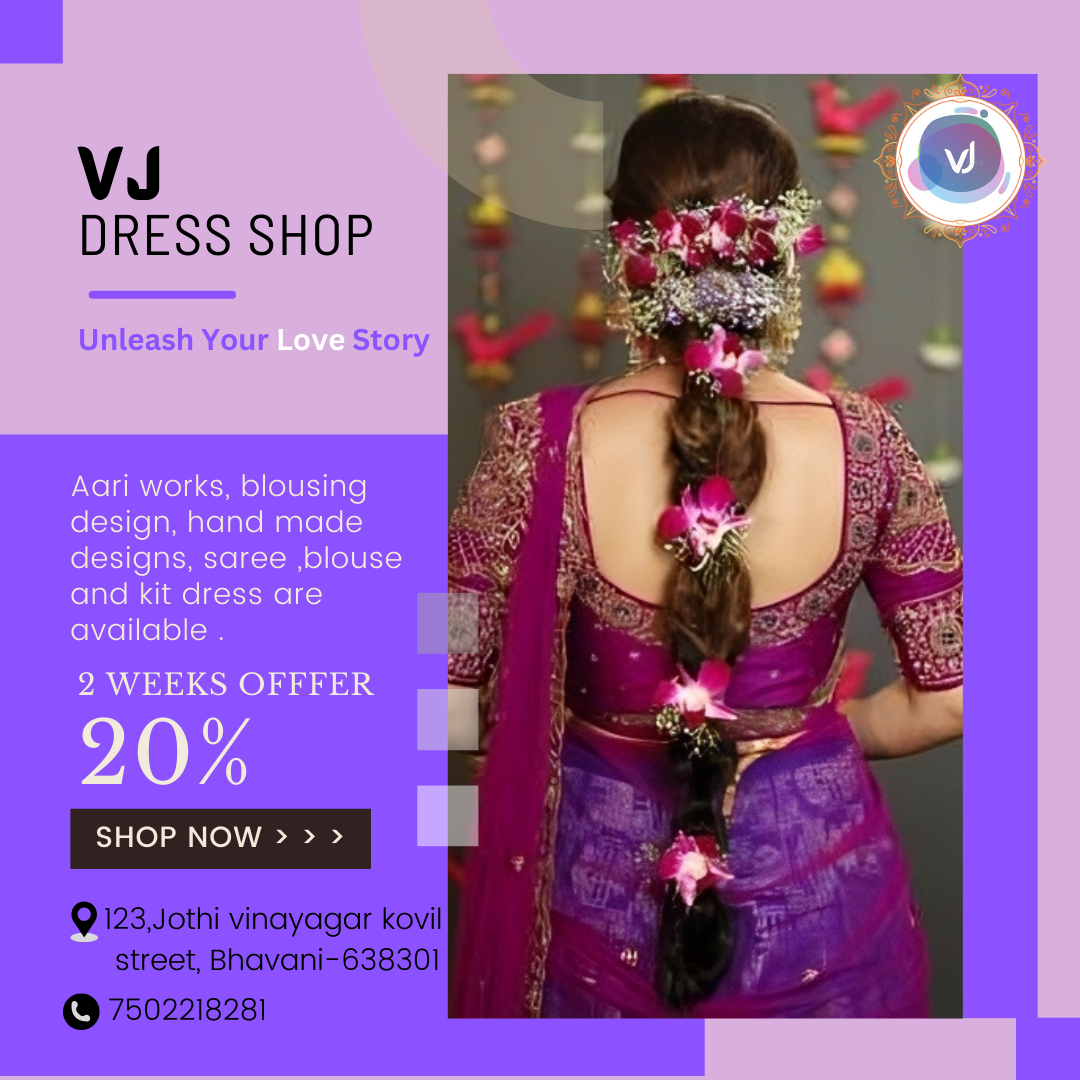 VJ
DRESS SHOP
Unleash Your Love Story
Aari works, blousing
design, hand made
designs, saree ,blouse
and kit dress are
available .
2 WEEKS OFFFER
20%
SHOP NOW > > >
123,Jothi vinayagar kovil
street, Bhavani-638301
7502218281
VJ